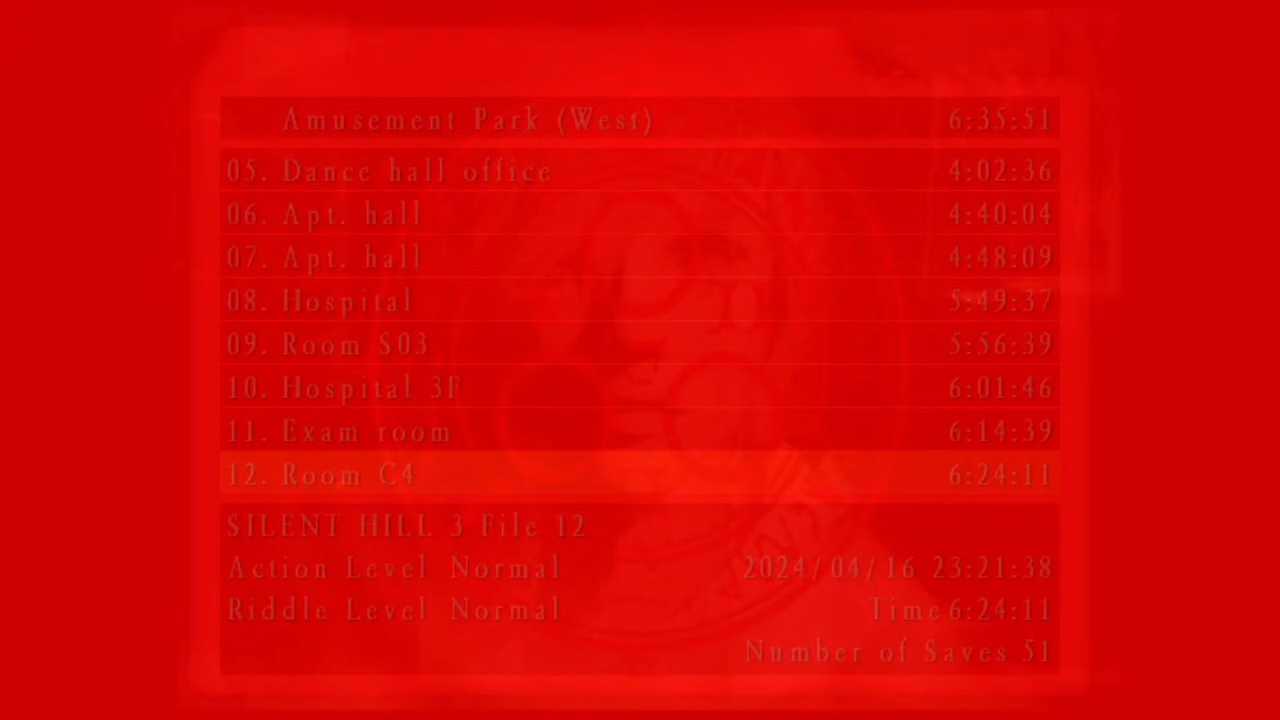 Amusement Park (West) 6:35:51
05. Dance hall office 4:02:36
06. Apt. hall 4:40:04
07. Apt. hall 4:48:09
08. Hospital 5:49:37
09. Room S03 5:56:39
10. Hospital 3F 6:01:46
11. Exam room 6:14:39
12. Room C4 6:24:11
SILENT HILL 3 File 12
Action Level Normal 2024/04/16 23:21:38
Riddle Level Normal Time 6:24:11
Number of Saves 51